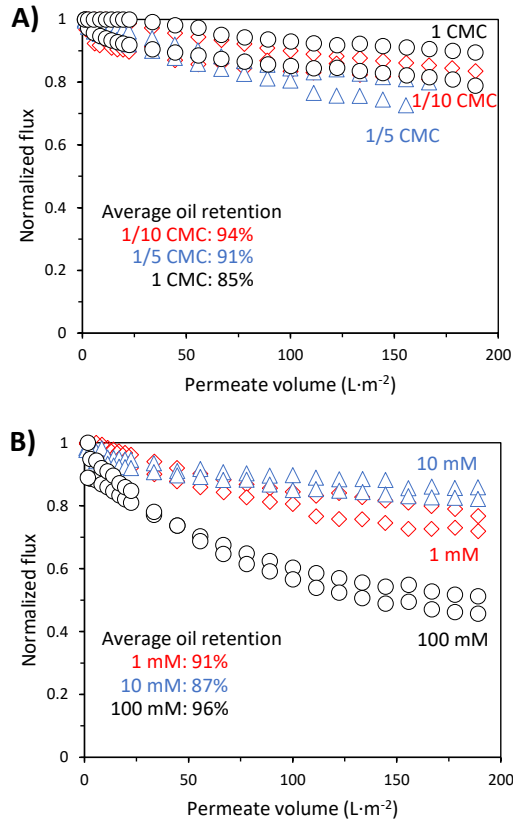 A)
1
0.8
0.6
0.4
0.2
0
Normalized flux
1 CMC
1/10 CMC
1/5 CMC
Average oil retention
1/10 CMC: 94%
1/5 CMC: 91%
1 CMC: 85%
0 50 100 150 200
Permeate volume (L·m-2)
B)
1
0.8
0.6
0.4
0.2
0
Normalized flux
10 mM
1 mM
100 mM
Average oil retention
1 mM: 91%
10 mM: 87%
100 mM: 96%
0 50 100 150 200
Permeate volume (L·m-2)